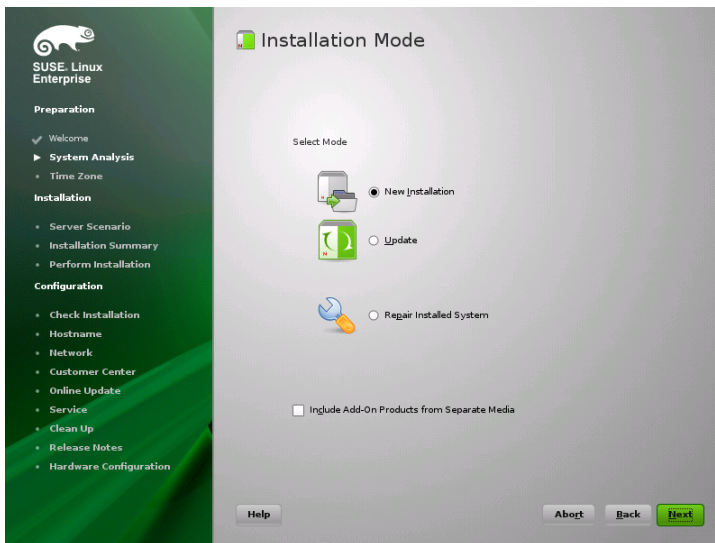 SUSE. Linux
Enterprise
Preparation
Welcome
System Analysis
Time Zone
Installation
Server Scenario
Installation Summary
Perform Installation
Configuration
Check Installation
Hostname
Network
Customer Center
Online Update
Service
Clean Up
Release Notes
Hardware Configuration
Installation Mode
Select Mode
New Installation
Update
Repair Installed System
Include Add-On Products from Separate Media
Help
Abort
Back
Next